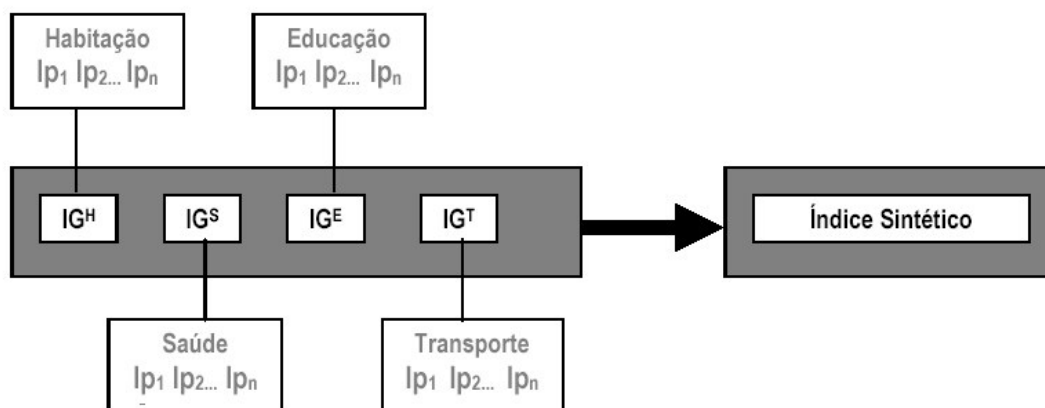 Habitação
Ip₁ Ip₂... Ipₙ
Educação
Ip₁ Ip₂... Ipₙ
IGᴴ IGˢ IGᴱ IGᵀ
Índice Sintético
Saúde
Ip₁ Ip₂... Ipₙ
Transporte
Ip₁ Ip₂... Ipₙ